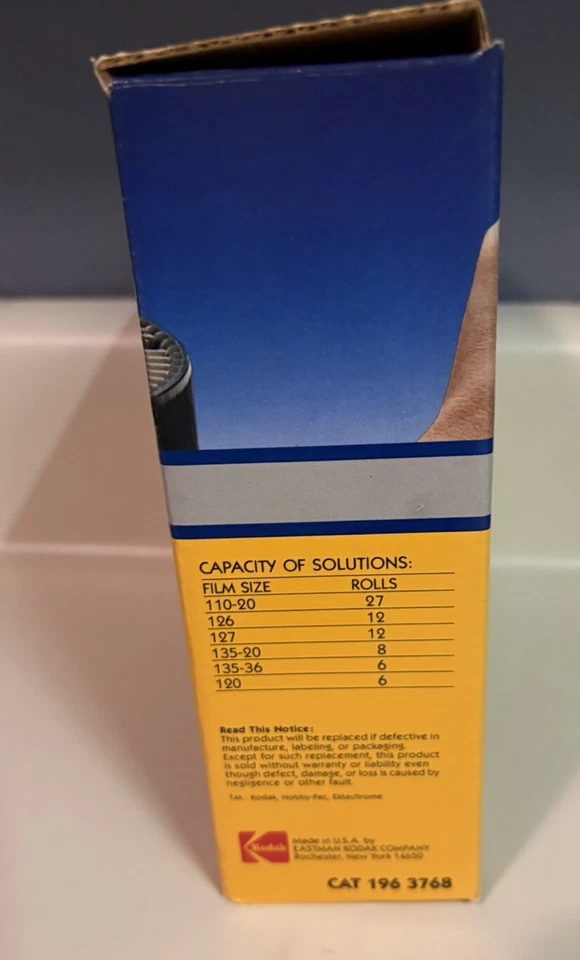 CAPACITY OF SOLUTIONS:
FILM SIZE ROLLS
110-20 27
126 12
127 12
135-20 8
135-36 6
120 6
Read This Notice:
This product will be replaced if defective in
manufacture, labeling, or packaging.
Except for such replacement, this product
is sold without warranty or liability even
though defect, damage, or loss is caused by
negligence or other fault.
T.M.: Kodak, Hobby-Pac, Ektachrome
Kodak
Made in U.S.A. by
EASTMAN KODAK COMPANY
Rochester, New York 14650
CAT 196 3768